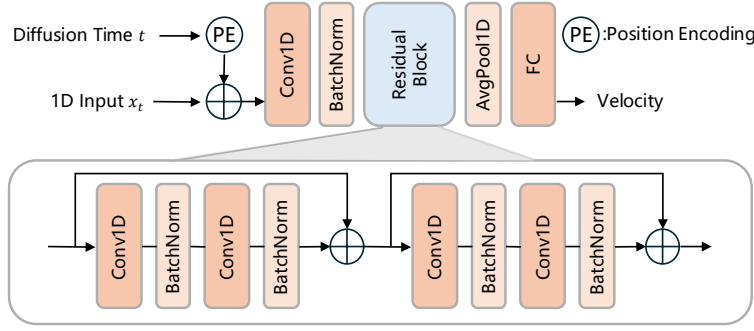 Diffusion Time t
PE
PE :Position Encoding
1D Input xₜ
Conv1D
BatchNorm
Residual
Block
AvgPool1D
FC
Velocity
Conv1D
BatchNorm
Conv1D
BatchNorm
Conv1D
BatchNorm
Conv1D
BatchNorm